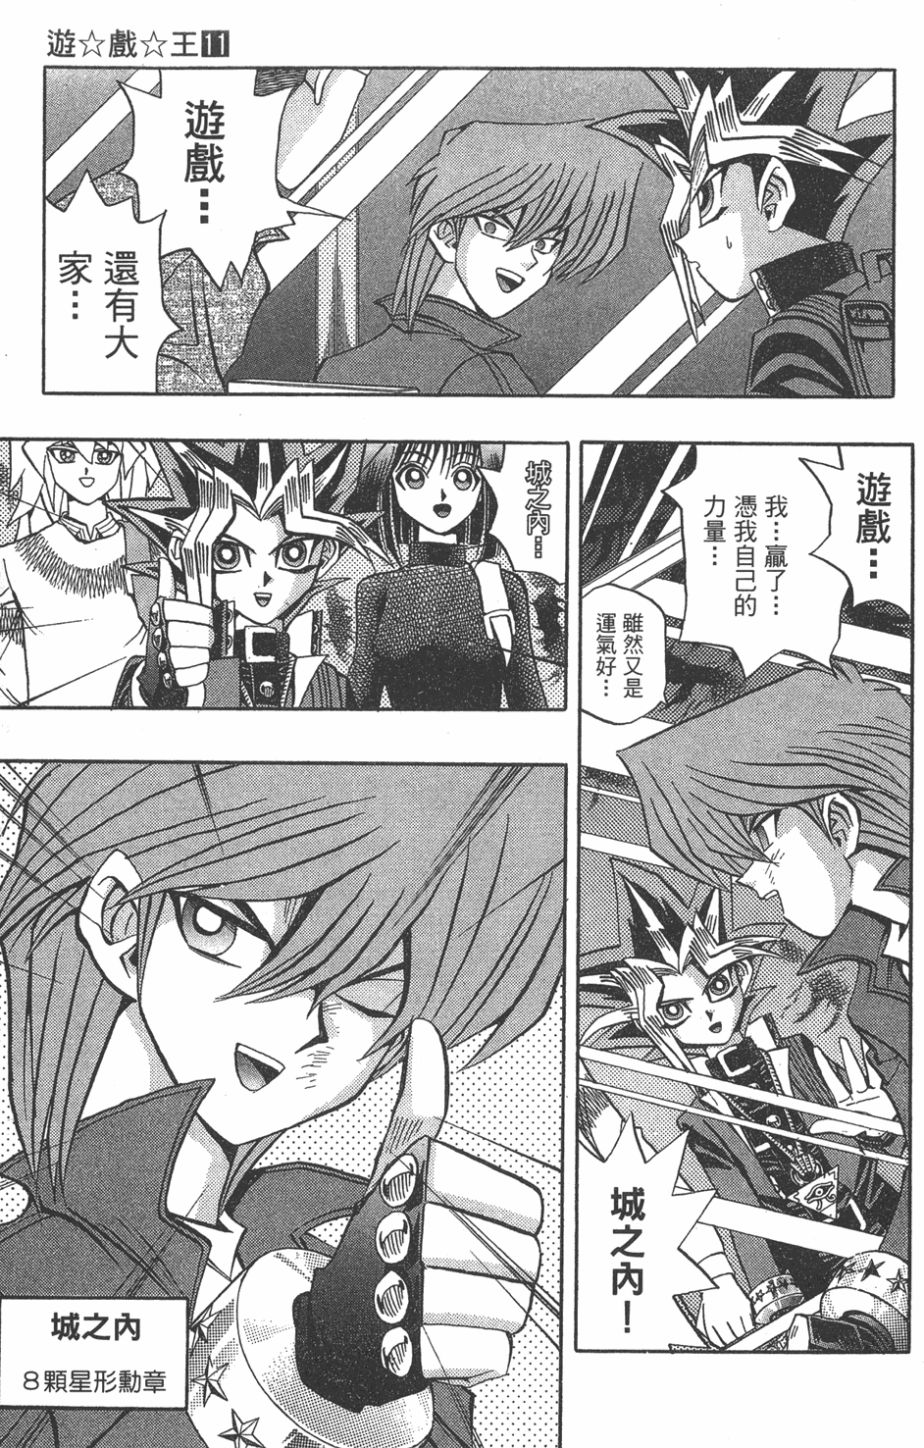 遊☆戲☆王11
遊戲…
還有大
家…
遊戲…
我…贏了…
憑我自己的
力量…
雖然又是
運氣好…
城之內！
城之內…
城之內
8顆星形勳章